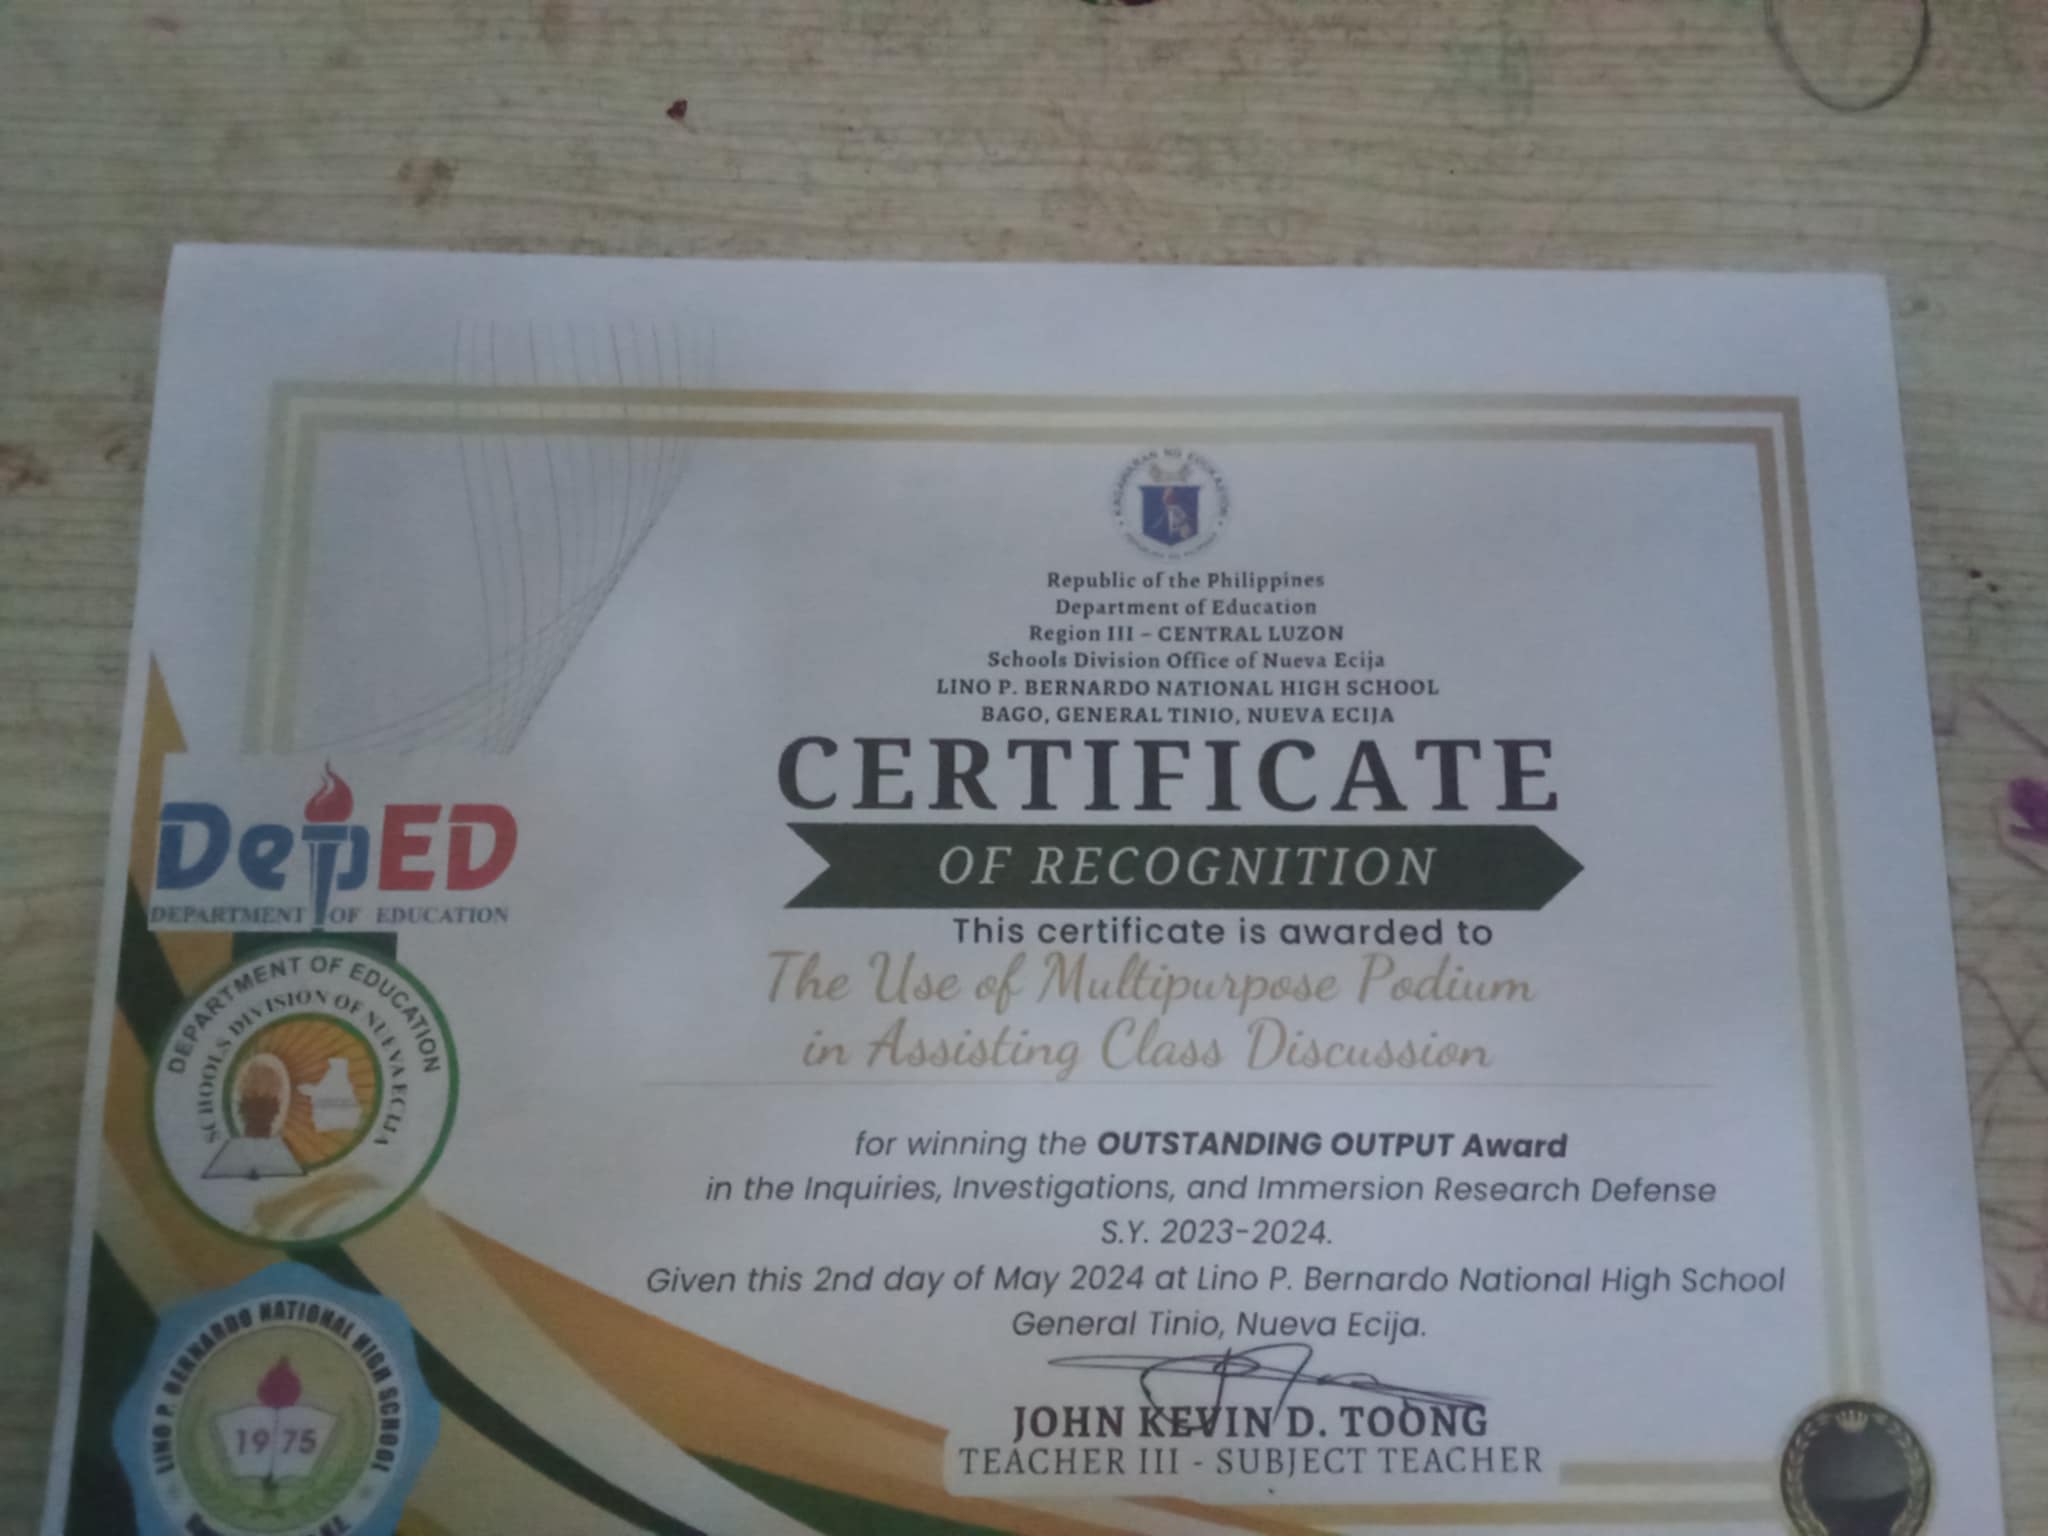 KAGAWARAN NG EDUKASYON
Republic of the Philippines
Department of Education
Region III – CENTRAL LUZON
Schools Division Office of Nueva Ecija
LINO P. BERNARDO NATIONAL HIGH SCHOOL
BAGO, GENERAL TINIO, NUEVA ECIJA
CERTIFICATE
OF RECOGNITION
DepED
DEPARTMENT OF EDUCATION
This certificate is awarded to
The Use of Multipurpose Podium
in Assisting Class Discussion
DEPARTMENT OF EDUCATION
SCHOOLS DIVISION OF NUEVA ECIJA
for winning the OUTSTANDING OUTPUT Award
in the Inquiries, Investigations, and Immersion Research Defense
S.Y. 2023-2024.
Given this 2nd day of May 2024 at Lino P. Bernardo National High School
General Tinio, Nueva Ecija.
LINO P. BERNARDO NATIONAL HIGH SCHOOL
1975
JOHN KEVIN D. TOONG
TEACHER III - SUBJECT TEACHER